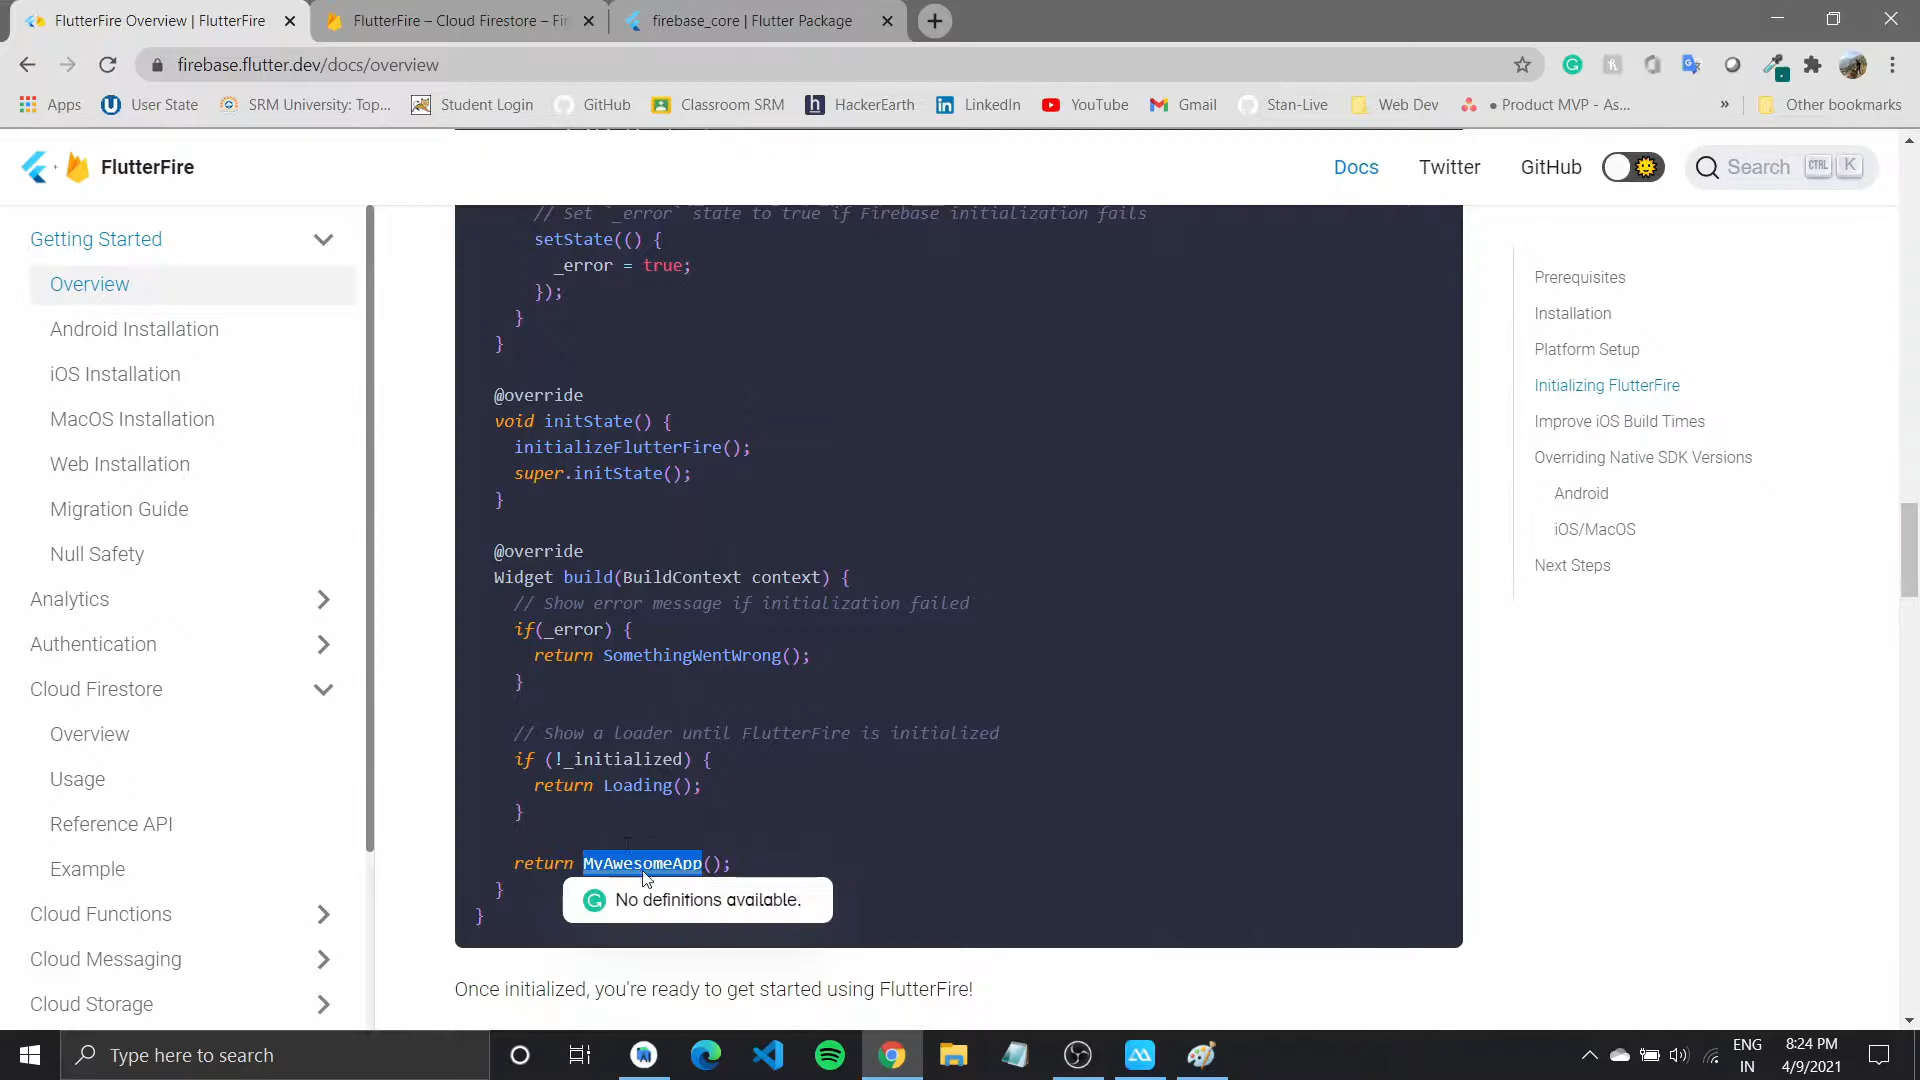 FlutterFire Overview | FlutterFire
FlutterFire – Cloud Firestore – Fir
firebase_core | Flutter Package
firebase.flutter.dev/docs/overview
Apps
User State
SRM University: Top...
Student Login
GitHub
Classroom SRM
HackerEarth
LinkedIn
YouTube
Gmail
Stan-Live
Web Dev
• Product MVP - As...
»
Other bookmarks
FlutterFire
Docs
Twitter
GitHub
Search
CTRL
K
Getting Started
Overview
Android Installation
iOS Installation
MacOS Installation
Web Installation
Migration Guide
Null Safety
Analytics
Authentication
Cloud Firestore
Overview
Usage
Reference API
Example
Cloud Functions
Cloud Messaging
Cloud Storage
// Set `_error` state to true if Firebase initialization fails
setState(() {
_error = true;
});
}
}
@override
void initState() {
initializeFlutterFire();
super.initState();
}
@override
Widget build(BuildContext context) {
// Show error message if initialization failed
if(_error) {
return SomethingWentWrong();
}
// Show a loader until FlutterFire is initialized
if (!_initialized) {
return Loading();
}
return MyAwesomeApp();
}
}
No definitions available.
Once initialized, you're ready to get started using FlutterFire!
Prerequisites
Installation
Platform Setup
Initializing FlutterFire
Improve iOS Build Times
Overriding Native SDK Versions
Android
iOS/MacOS
Next Steps
Type here to search
ENG
IN
8:24 PM
4/9/2021